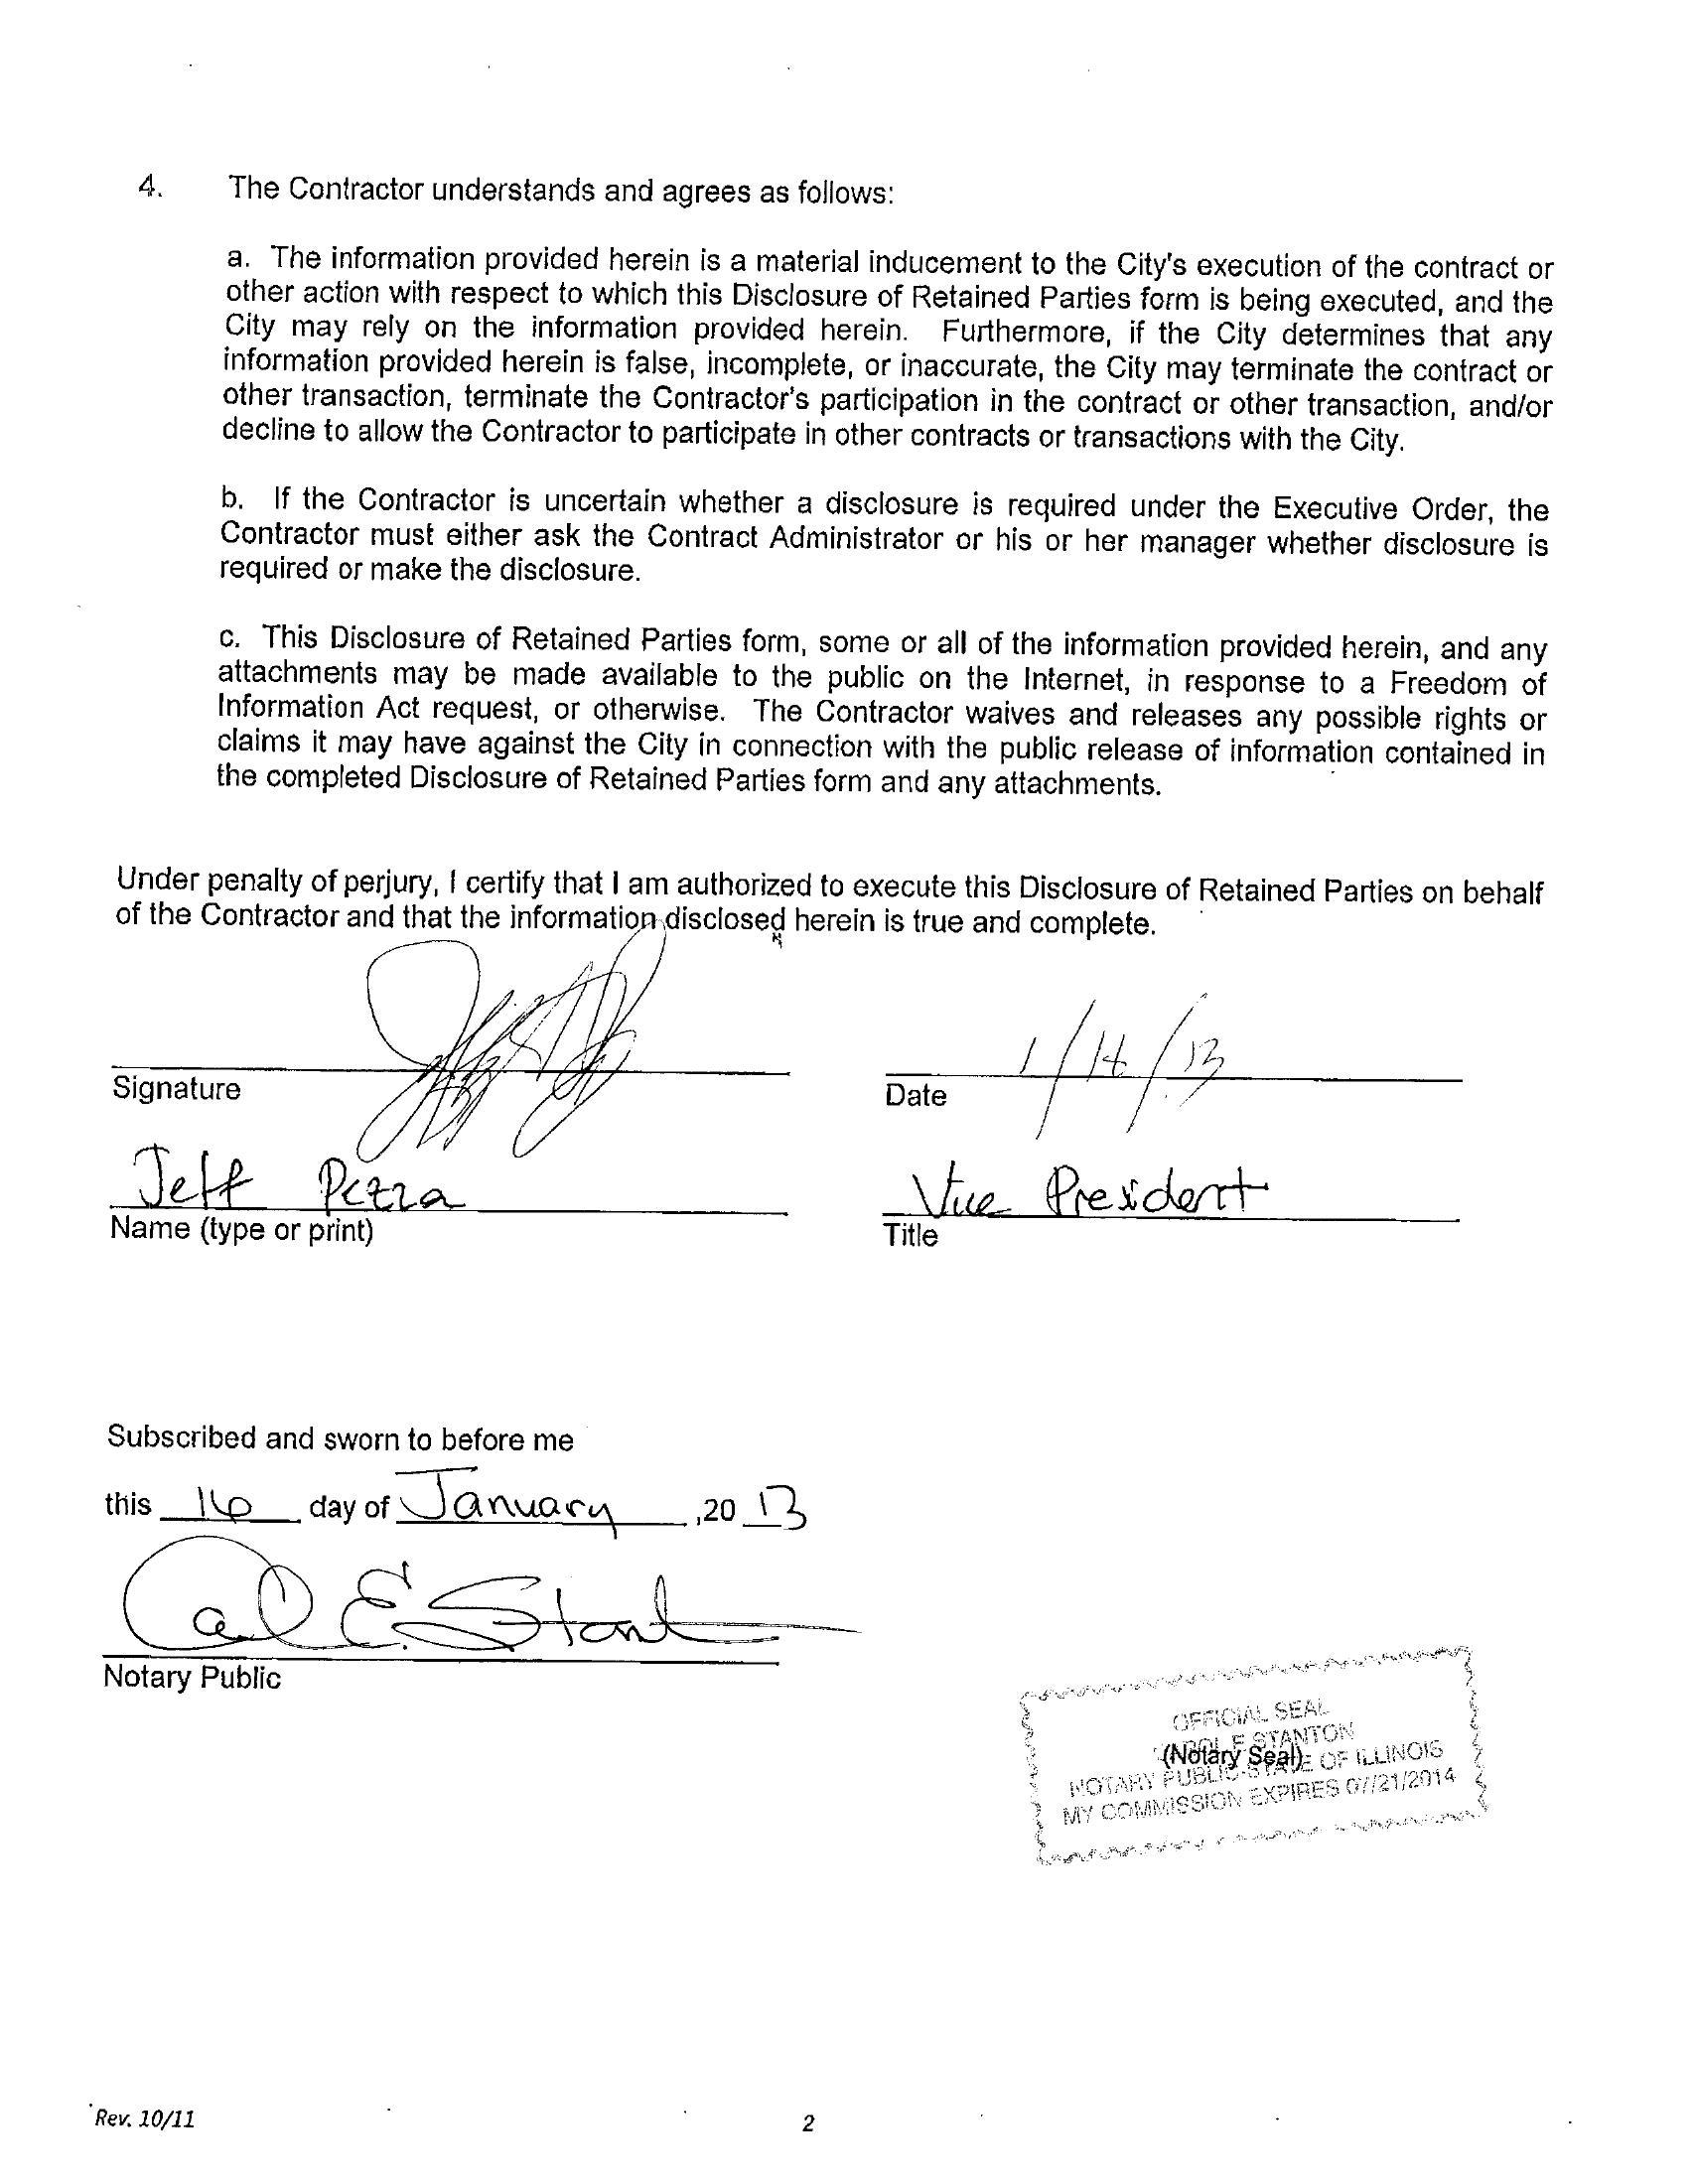 4. The Contractor understands and agrees as follows:
a. The information provided herein is a material inducement to the City's execution of the contract or
other action with respect to which this Disclosure of Retained Parties form is being executed, and the
City may rely on the information provided herein. Furthermore, if the City determines that any
information provided herein is false, incomplete, or inaccurate, the City may terminate the contract or
other transaction, terminate the Contractor's participation in the contract or other transaction, and/or
decline to allow the Contractor to participate in other contracts or transactions with the City.
b. If the Contractor is uncertain whether a disclosure is required under the Executive Order, the
Contractor must either ask the Contract Administrator or his or her manager whether disclosure is
required or make the disclosure.
c. This Disclosure of Retained Parties form, some or all of the information provided herein, and any
attachments may be made available to the public on the Internet, in response to a Freedom of
Information Act request, or otherwise. The Contractor waives and releases any possible rights or
claims it may have against the City in connection with the public release of information contained in
the completed Disclosure of Retained Parties form and any attachments.
Under penalty of perjury, I certify that I am authorized to execute this Disclosure of Retained Parties on behalf
of the Contractor and that the information disclosed herein is true and complete.
Signature Date
Jeff Vice President
Name (type or print) Title
Subscribed and sworn to before me
this 16 day of January ,20 13
E. Stant
Notary Public
OFFICIAL SEAL
E STANTON
(Notary Seal)
NOTARY PUBLIC-STATE OF ILLINOIS
MY COMMISSION EXPIRES 07/21/2014
Rev. 10/11 2